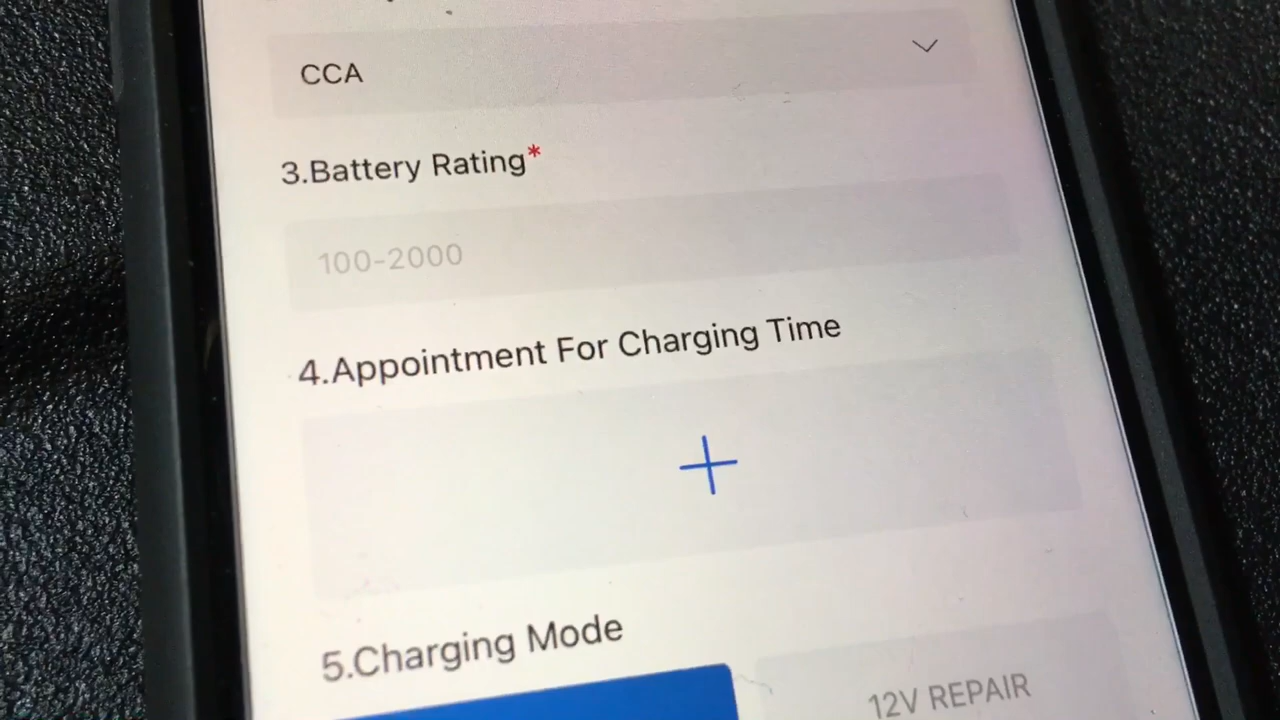 CCA
3.Battery Rating*
100-2000
4.Appointment For Charging Time
5.Charging Mode
12V REPAIR